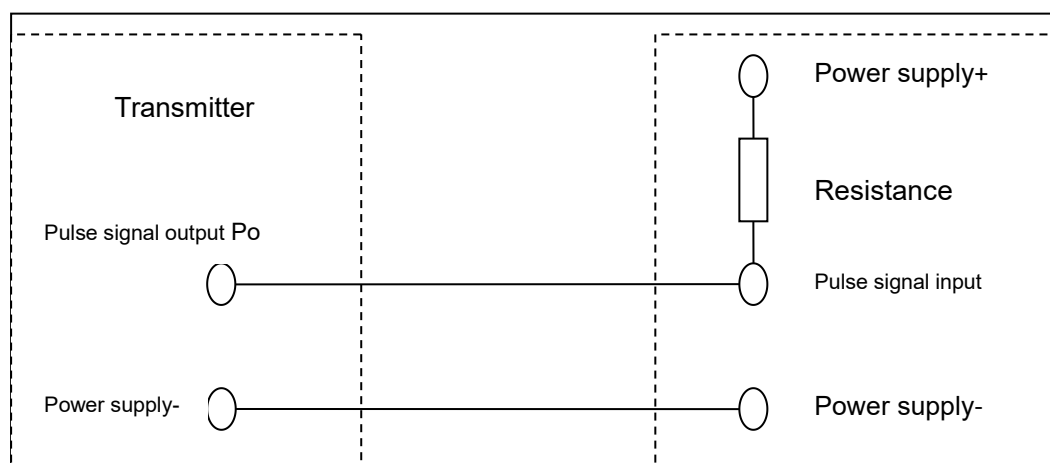 Power supply+
Transmitter
Resistance
Pulse signal output Po
Pulse signal input
Power supply-
Power supply-